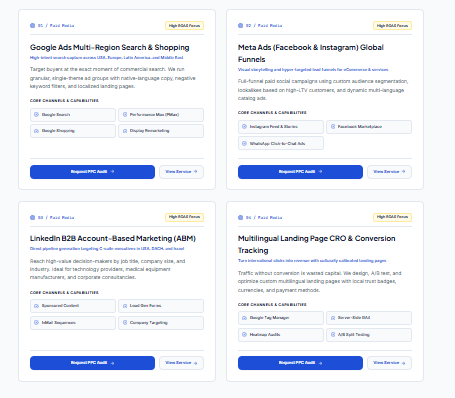 01 / Paid Media
High ROAS Focus
Google Ads Multi-Region Search & Shopping
High-intent search capture across USA, Europe, Latin America, and Middle East
Target buyers at the exact moment of commercial search. We run
granular, single-theme ad groups with native-language copy, negative
keyword filters, and localized landing pages.
CORE CHANNELS & CAPABILITIES
Google Search
Performance Max (PMax)
Google Shopping
Display Remarketing
Request PPC Audit →
View Service →
02 / Paid Media
High ROAS Focus
Meta Ads (Facebook & Instagram) Global
Funnels
Visual storytelling and hyper-targeted lead funnels for eCommerce & services
Full-funnel paid social campaigns using custom audience segmentation,
lookalikes based on high-LTV customers, and dynamic multi-language
catalog ads.
CORE CHANNELS & CAPABILITIES
Instagram Feed & Stories
Facebook Marketplace
WhatsApp Click-to-Chat Ads
Request PPC Audit →
View Service →
03 / Paid Media
High ROAS Focus
LinkedIn B2B Account-Based Marketing (ABM)
Direct pipeline generation targeting C-suite executives in USA, DACH, and Israel
Reach high-value decision-makers by job title, company size, and
industry. Ideal for technology providers, medical equipment
manufacturers, and corporate consultancies.
CORE CHANNELS & CAPABILITIES
Sponsored Content
Lead Gen Forms
InMail Sequences
Company Targeting
Request PPC Audit →
View Service →
04 / Paid Media
High ROAS Focus
Multilingual Landing Page CRO & Conversion
Tracking
Turn international clicks into revenue with culturally calibrated landing pages
Traffic without conversion is wasted capital. We design, A/B test, and
optimize custom multilingual landing pages with local trust badges,
currencies, and payment methods.
CORE CHANNELS & CAPABILITIES
Google Tag Manager
Server-Side GA4
Heatmap Audits
A/B Split Testing
Request PPC Audit →
View Service →